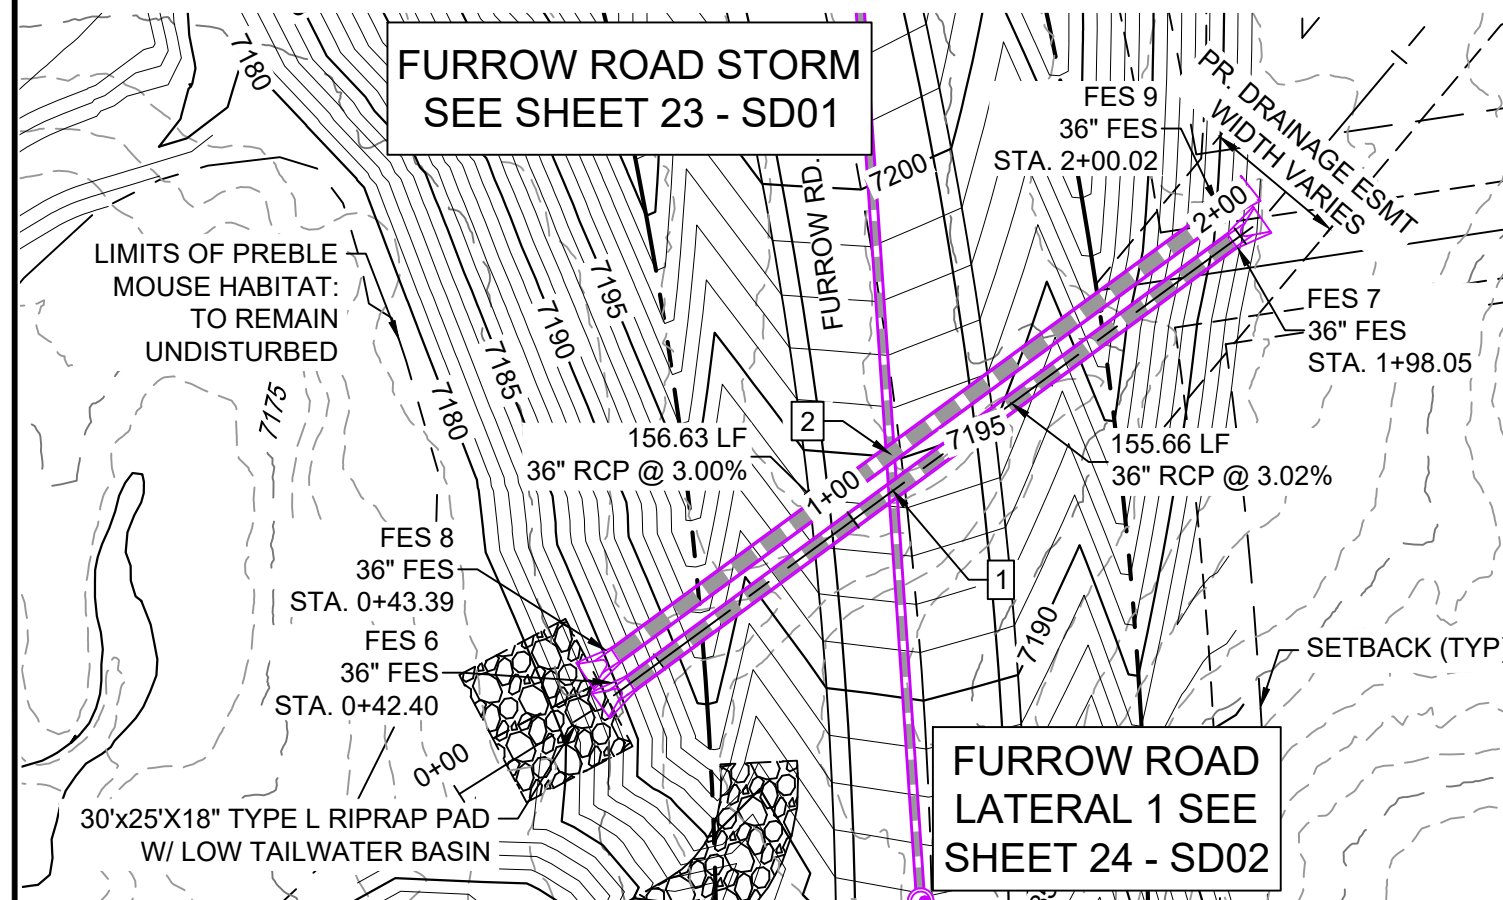 FURROW ROAD STORM
SEE SHEET 23 - SD01
7180
7200
FURROW RD.
FES 9
36" FES
STA. 2+00.02
PR. DRAINAGE ESMT
WIDTH VARIES
2+00
LIMITS OF PREBLE
MOUSE HABITAT:
TO REMAIN
UNDISTURBED
7195
7190
7185
7180
7175
FES 7
36" FES
STA. 1+98.05
2
156.63 LF
36" RCP @ 3.00%
7195
155.66 LF
36" RCP @ 3.02%
1+00
1
FES 8
36" FES
STA. 0+43.39
FES 6
36" FES
STA. 0+42.40
7190
SETBACK (TYP)
0+00
30'x25'X18" TYPE L RIPRAP PAD
W/ LOW TAILWATER BASIN
FURROW ROAD
LATERAL 1 SEE
SHEET 24 - SD02